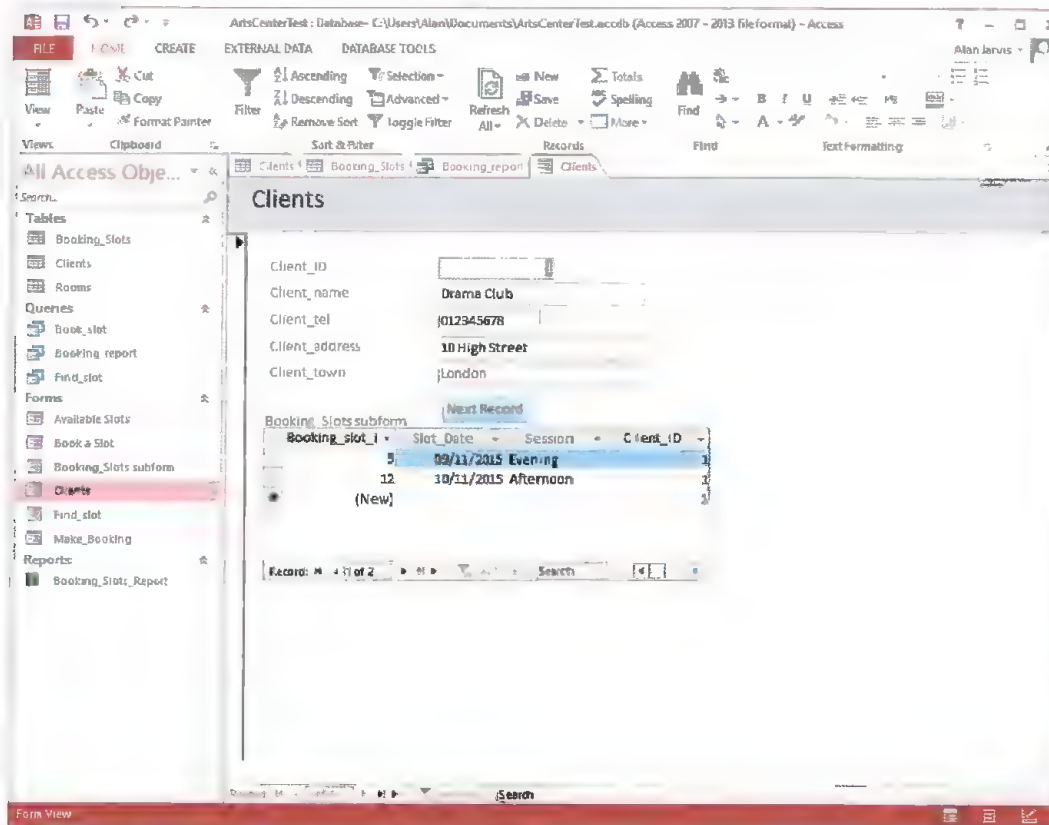 ArtsCenterTest : Database- C:\Users\Alan\Documents\ArtsCenterTest.accdb (Access 2007 - 2013 file format) - Access
FILE HOME CREATE EXTERNAL DATA DATABASE TOOLS Alan Jarvis
View
Paste
Cut
Copy
Format Painter
Filter
Ascending
Descending
Remove Sort
Selection
Advanced
Toggle Filter
Refresh All
New
Save
Delete
Totals
Spelling
More
Find
B I U
A
Views Clipboard Sort & Filter Records Find Text Formatting
All Access Obje...
Search...
Tables
Booking_Slots
Clients
Rooms
Queries
Book_slot
Booking_report
Find_slot
Forms
Available Slots
Book a Slot
Booking_Slots subform
Clients
Find_slot
Make_Booking
Reports
Booking_Slots_Report
Clients Booking_Slots Booking_report Clients
Clients
Client_ID
Client_name Drama Club
Client_tel 012345678
Client_address 10 High Street
Client_town London
Next Record
Booking_Slots subform
Booking_slot_i Slot_Date Session Client_ID
09/11/2015 Evening 1
12 10/11/2015 Afternoon 1
(New)
Record: 1 of 2 Search
Search
Form View